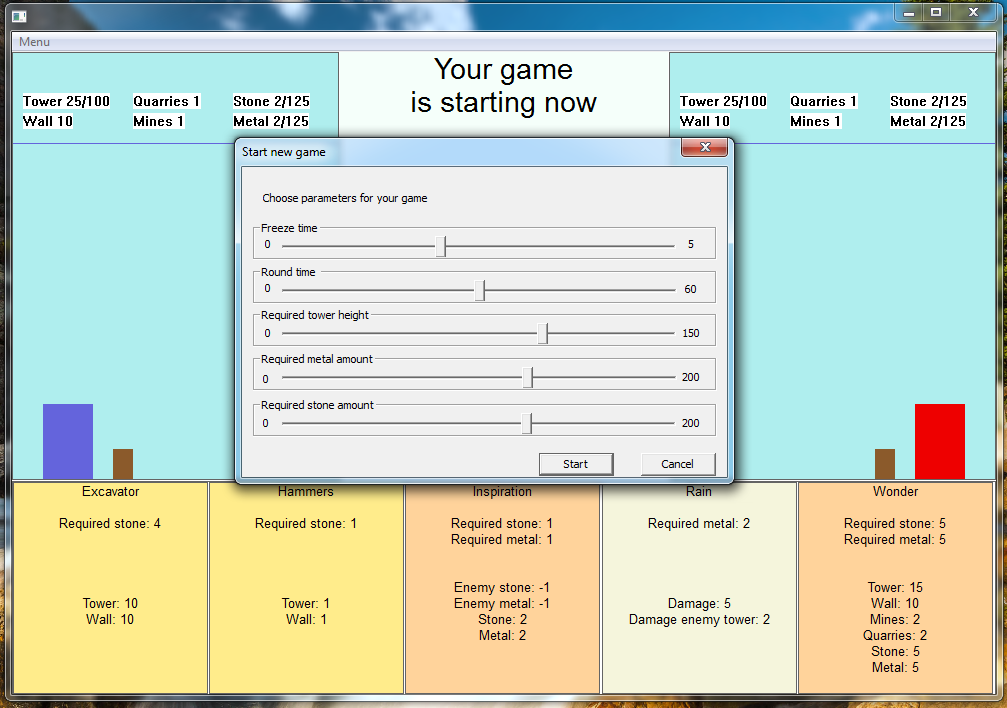 Menu
Tower 25/100 Quarries 1 Stone 2/125
Wall 10 Mines 1 Metal 2/125
Your game
is starting now
Tower 25/100 Quarries 1 Stone 2/125
Wall 10 Mines 1 Metal 2/125
Start new game
Choose parameters for your game
Freeze time
0 5
Round time
0 60
Required tower height
0 150
Required metal amount
0 200
Required stone amount
0 200
Start Cancel
Excavator
Required stone: 4
Tower: 10
Wall: 10
Hammers
Required stone: 1
Tower: 1
Wall: 1
Inspiration
Required stone: 1
Required metal: 1
Enemy stone: -1
Enemy metal: -1
Stone: 2
Metal: 2
Rain
Required metal: 2
Damage: 5
Damage enemy tower: 2
Wonder
Required stone: 5
Required metal: 5
Tower: 15
Wall: 10
Mines: 2
Quarries: 2
Stone: 5
Metal: 5